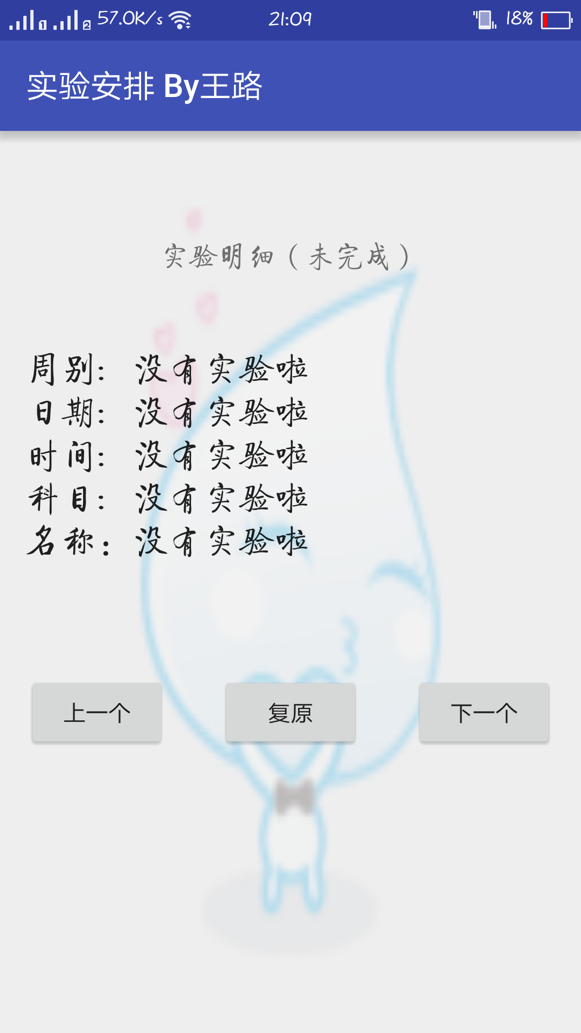 57.0K/s 21:09 18%
实验安排 By王路
实验明细（未完成）
周别: 没有实验啦
日期: 没有实验啦
时间: 没有实验啦
科目: 没有实验啦
名称: 没有实验啦
上一个 复原 下一个